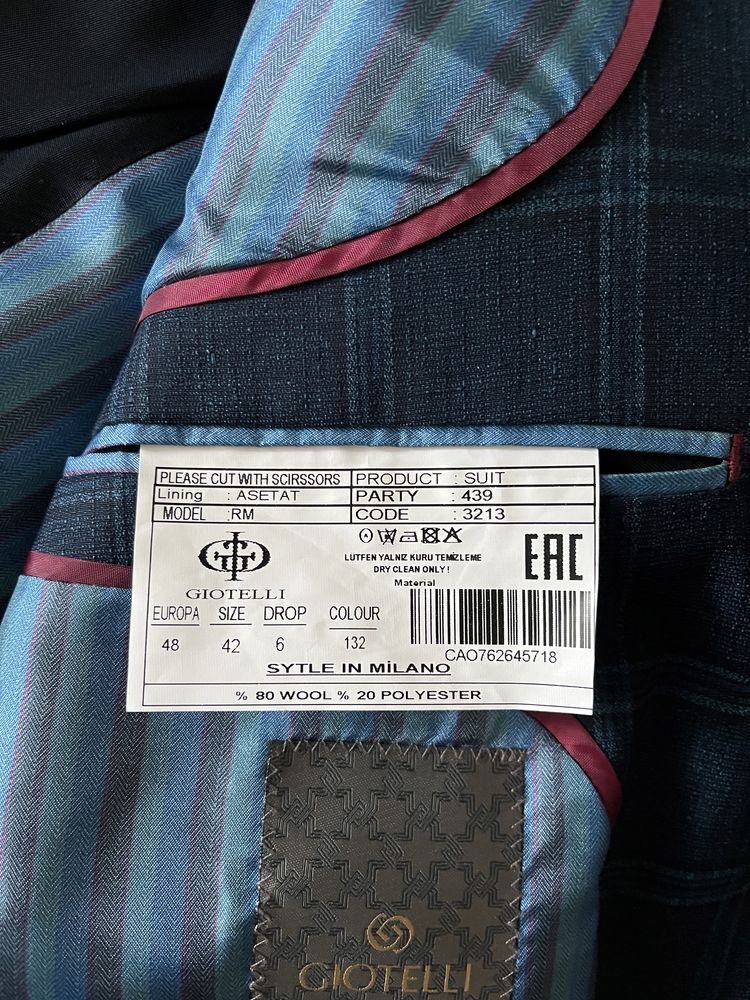 PLEASE CUT WITH SCIRSSORS PRODUCT : SUIT
Lining : ASETAT PARTY : 439
MODEL : RM CODE : 3213
LUTFEN YALNIZ KURU TEMİZLEME
DRY CLEAN ONLY!
Material
EAC
GIOTELLI
EUROPA SIZE DROP COLOUR
48 42 6 132
CAO762645718
SYTLE IN MİLANO
% 80 WOOL % 20 POLYESTER
GIOTELLI